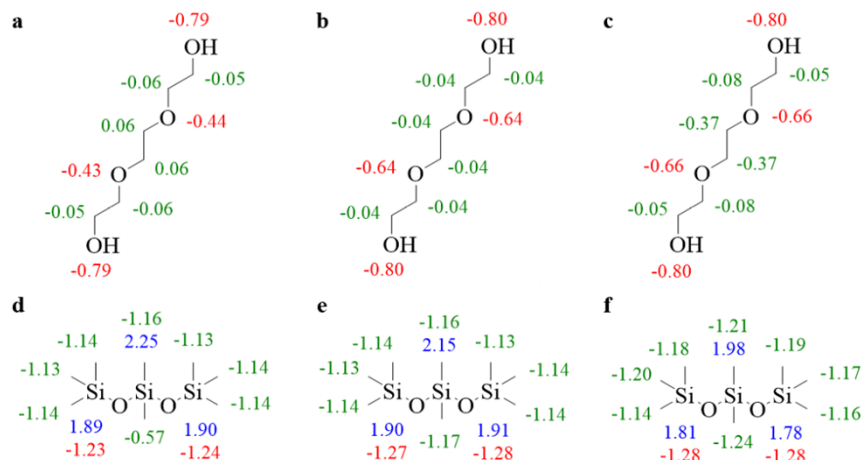 a b c
-0.79 -0.80 -0.80
OH OH OH
-0.06 -0.05 -0.04 -0.04 -0.08 -0.05
0.06 O -0.44 -0.04 O -0.64 -0.37 O -0.66
-0.43 O 0.06 -0.64 O -0.04 -0.66 O -0.37
-0.05 -0.06 -0.04 -0.04 -0.05 -0.08
OH OH OH
-0.79 -0.80 -0.80
d e f
-1.16 -1.16 -1.21
-1.14 2.25 -1.13 -1.14 2.15 -1.13 -1.18 1.98 -1.19
-1.13 -1.14 -1.13 -1.14 -1.20 -1.17
Si Si Si Si Si Si Si Si Si
-1.14 O O -1.14 -1.14 O O -1.14 -1.14 O O -1.16
1.89 -0.57 1.90 1.90 -1.17 1.91 1.81 -1.24 1.78
-1.23 -1.24 -1.27 -1.28 -1.28 -1.28